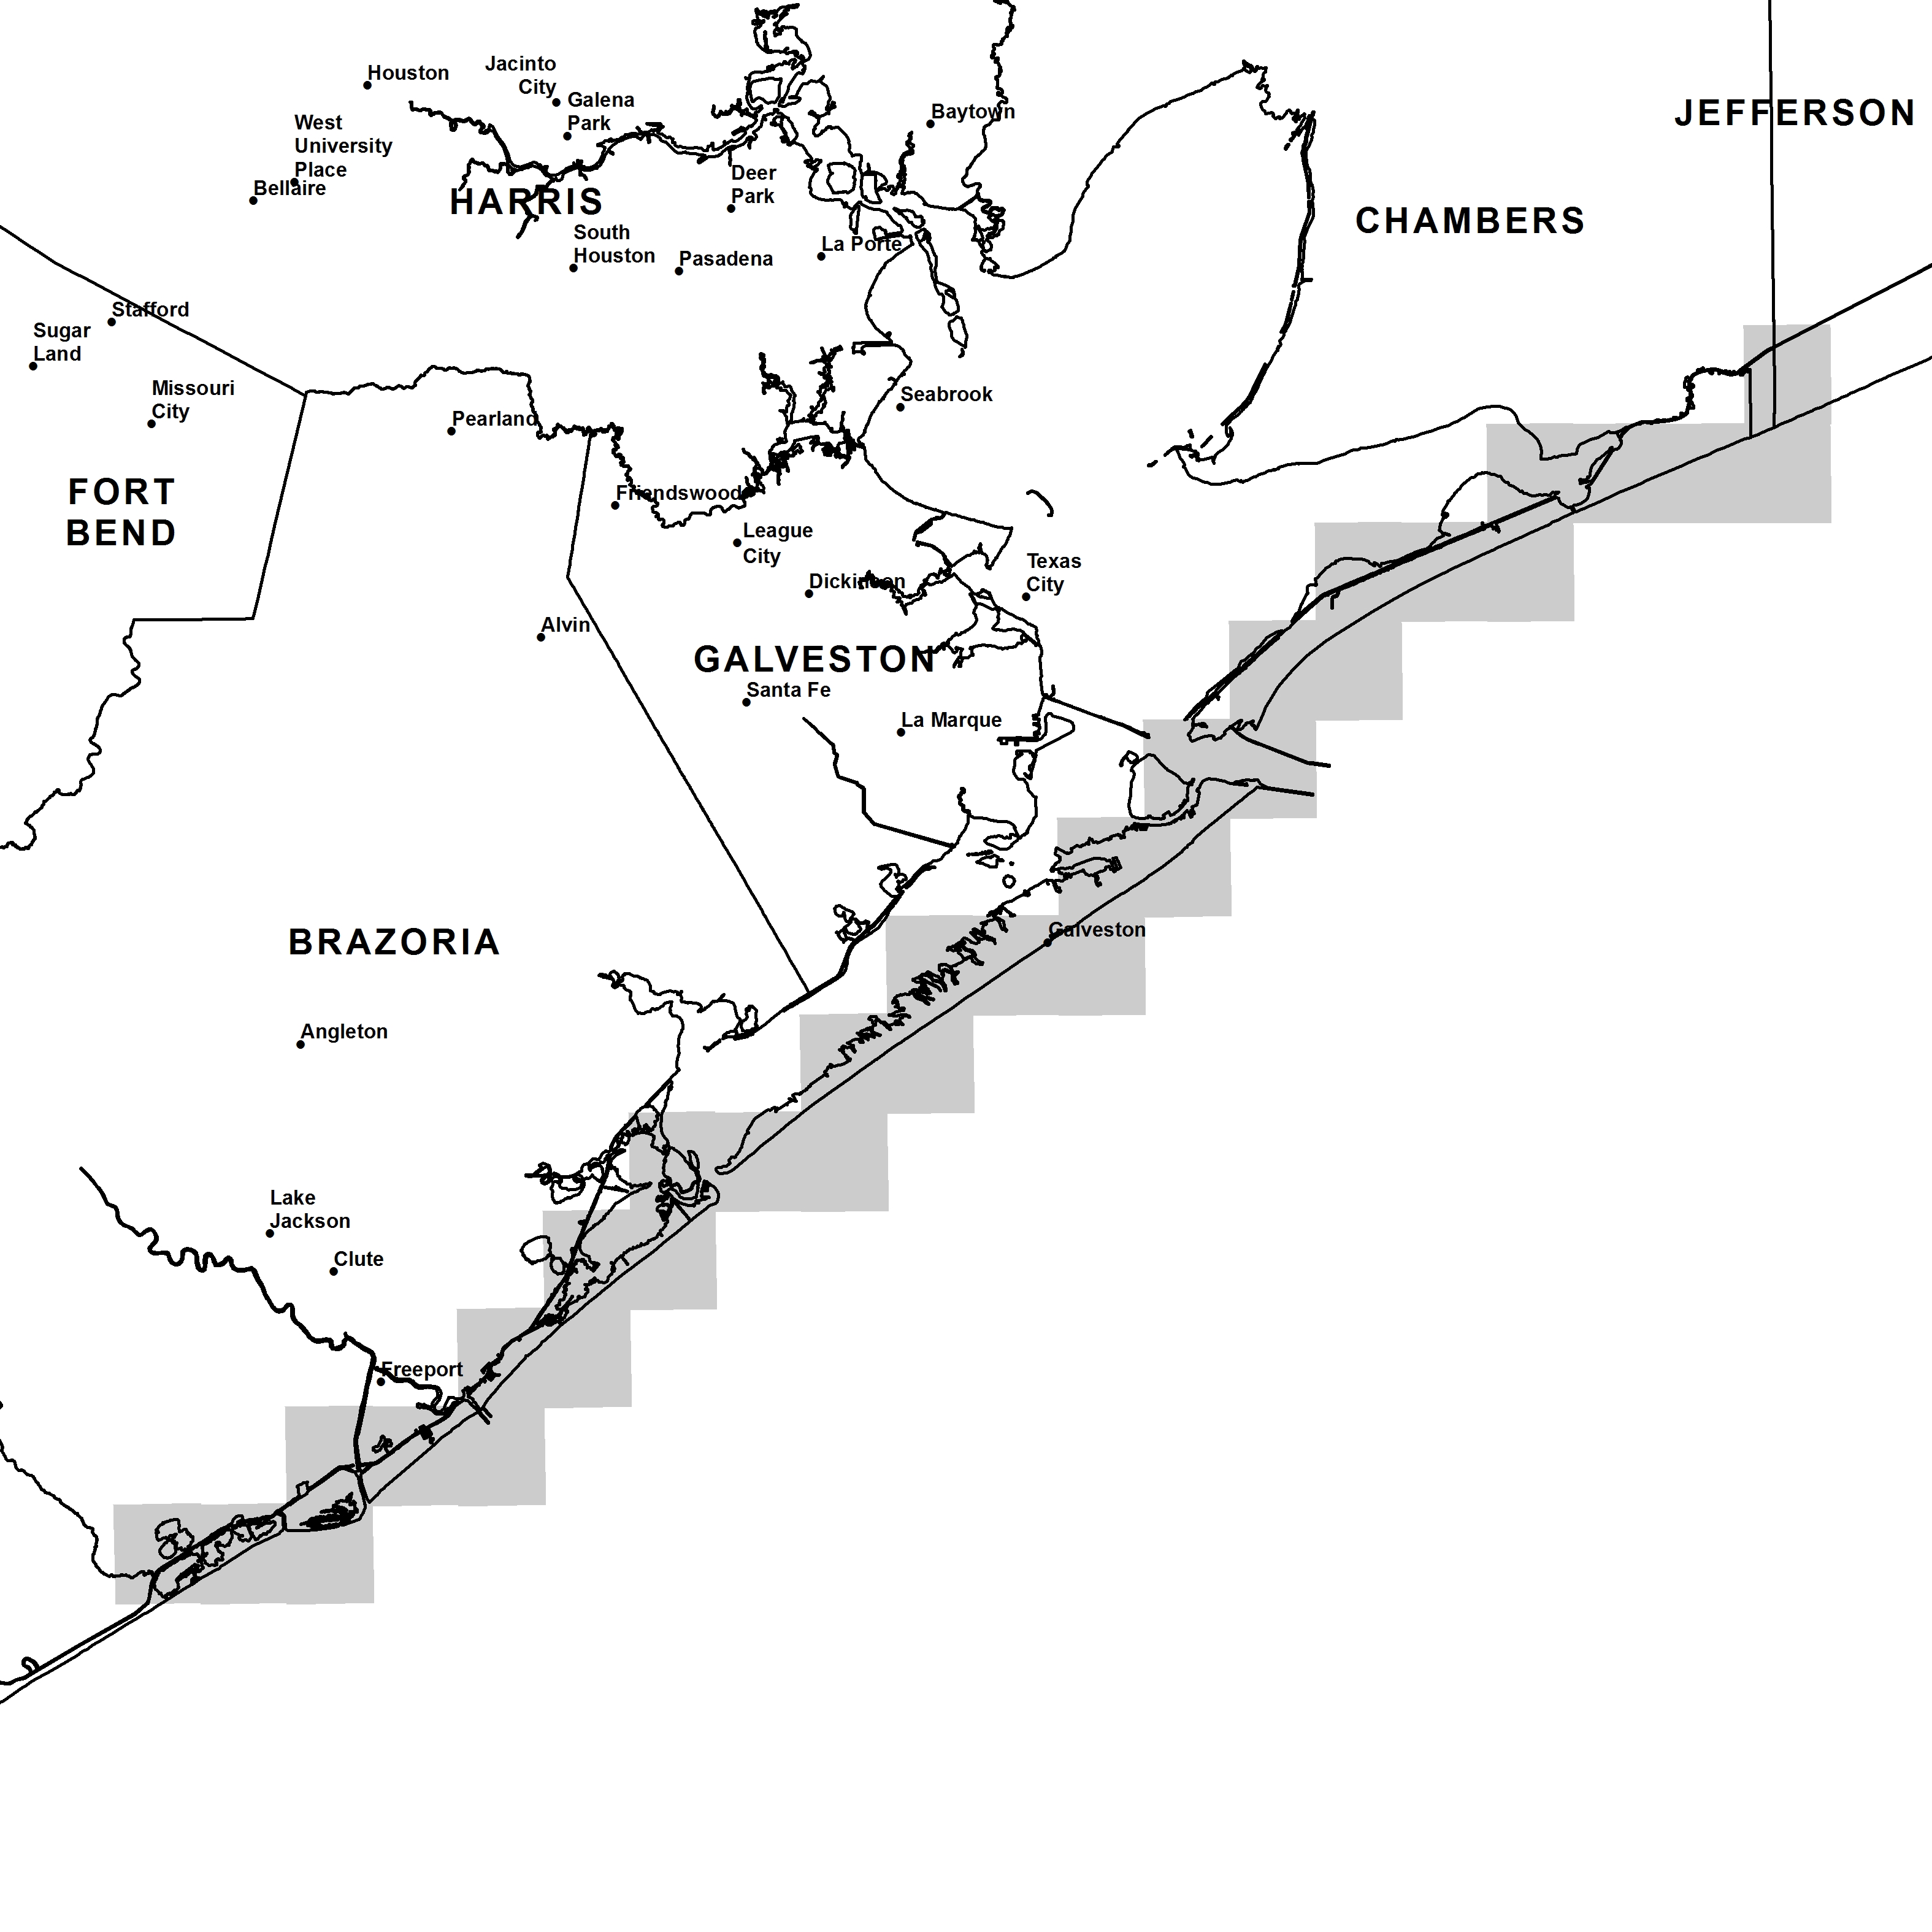 Houston
Jacinto
City
Galena
Park
Baytown
JEFFERSON
West
University
Place
Bellaire
HARRIS
Deer
Park
CHAMBERS
South
Houston
Pasadena
La Porte
Stafford
Sugar
Land
Missouri
City
Pearland
Seabrook
FORT
BEND
Friendswood
League
City
Dickinson
Texas
City
Alvin
GALVESTON
Santa Fe
La Marque
BRAZORIA
Galveston
Angleton
Lake
Jackson
Clute
Freeport